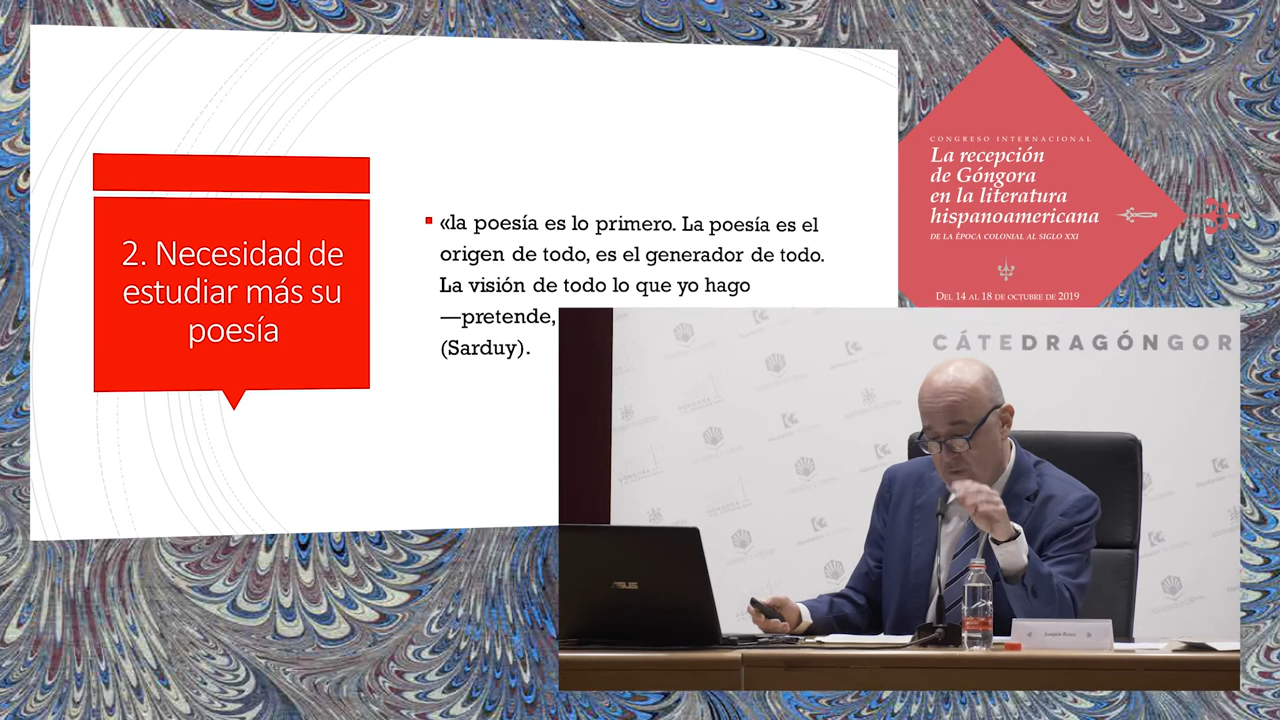 2. Necesidad de
estudiar más su
poesía
«la poesía es lo primero. La poesía es el
origen de todo, es el generador de todo.
La visión de todo lo que yo hago
—pretende,
(Sarduy).
CONGRESO INTERNACIONAL
La recepción
de Góngora
en la literatura
hispanoamericana
DE LA ÉPOCA COLONIAL AL SIGLO XXI
DEL 14 AL 18 DE OCTUBRE DE 2019
CÁTEDRAGÓNGOR
ASUS